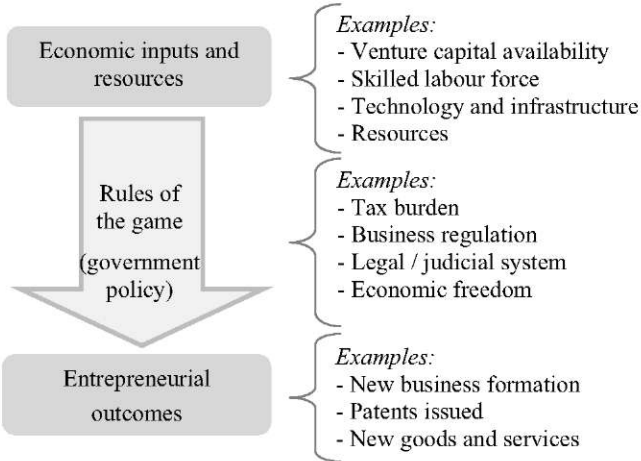 Economic inputs and
resources
Examples:
- Venture capital availability
- Skilled labour force
- Technology and infrastructure
- Resources
Rules of
the game
(government
policy)
Examples:
- Tax burden
- Business regulation
- Legal / judicial system
- Economic freedom
Entrepreneurial
outcomes
Examples:
- New business formation
- Patents issued
- New goods and services